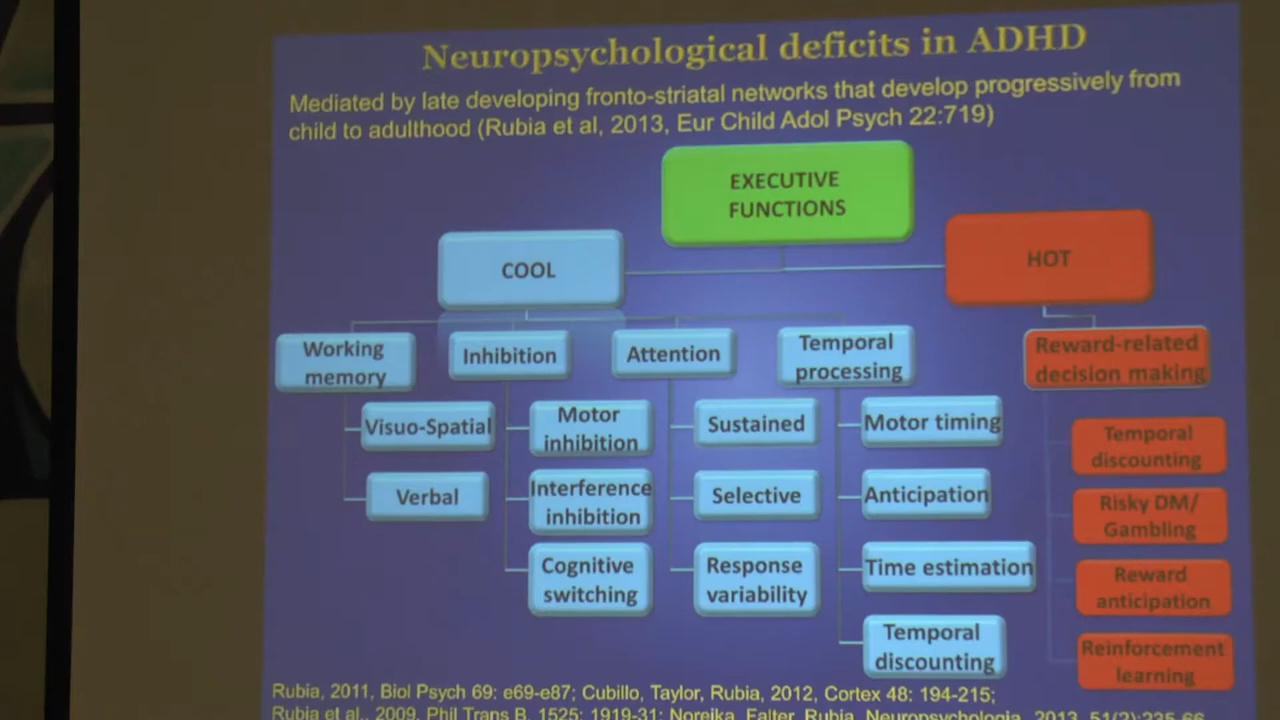 Neuropsychological deficits in ADHD
Mediated by late developing fronto-striatal networks that develop progressively from
child to adulthood (Rubia et al, 2013, Eur Child Adol Psych 22:719)
EXECUTIVE
FUNCTIONS
COOL
HOT
Working
memory
Visuo-Spatial
Verbal
Inhibition
Motor
inhibition
Interference
inhibition
Cognitive
switching
Attention
Sustained
Selective
Response
variability
Temporal
processing
Motor timing
Anticipation
Time estimation
Temporal
discounting
Reward-related
decision making
Temporal
discounting
Risky DM/
Gambling
Reward
anticipation
Reinforcement
learning
Rubia, 2011, Biol Psych 69: e69-e87; Cubillo, Taylor, Rubia, 2012, Cortex 48: 194-215;
Rubia et al., 2009, Phil Trans B, 1525: 1919-31; Noreika, Falter, Rubia, Neuropsychologia, 2013, 51(2):235-66